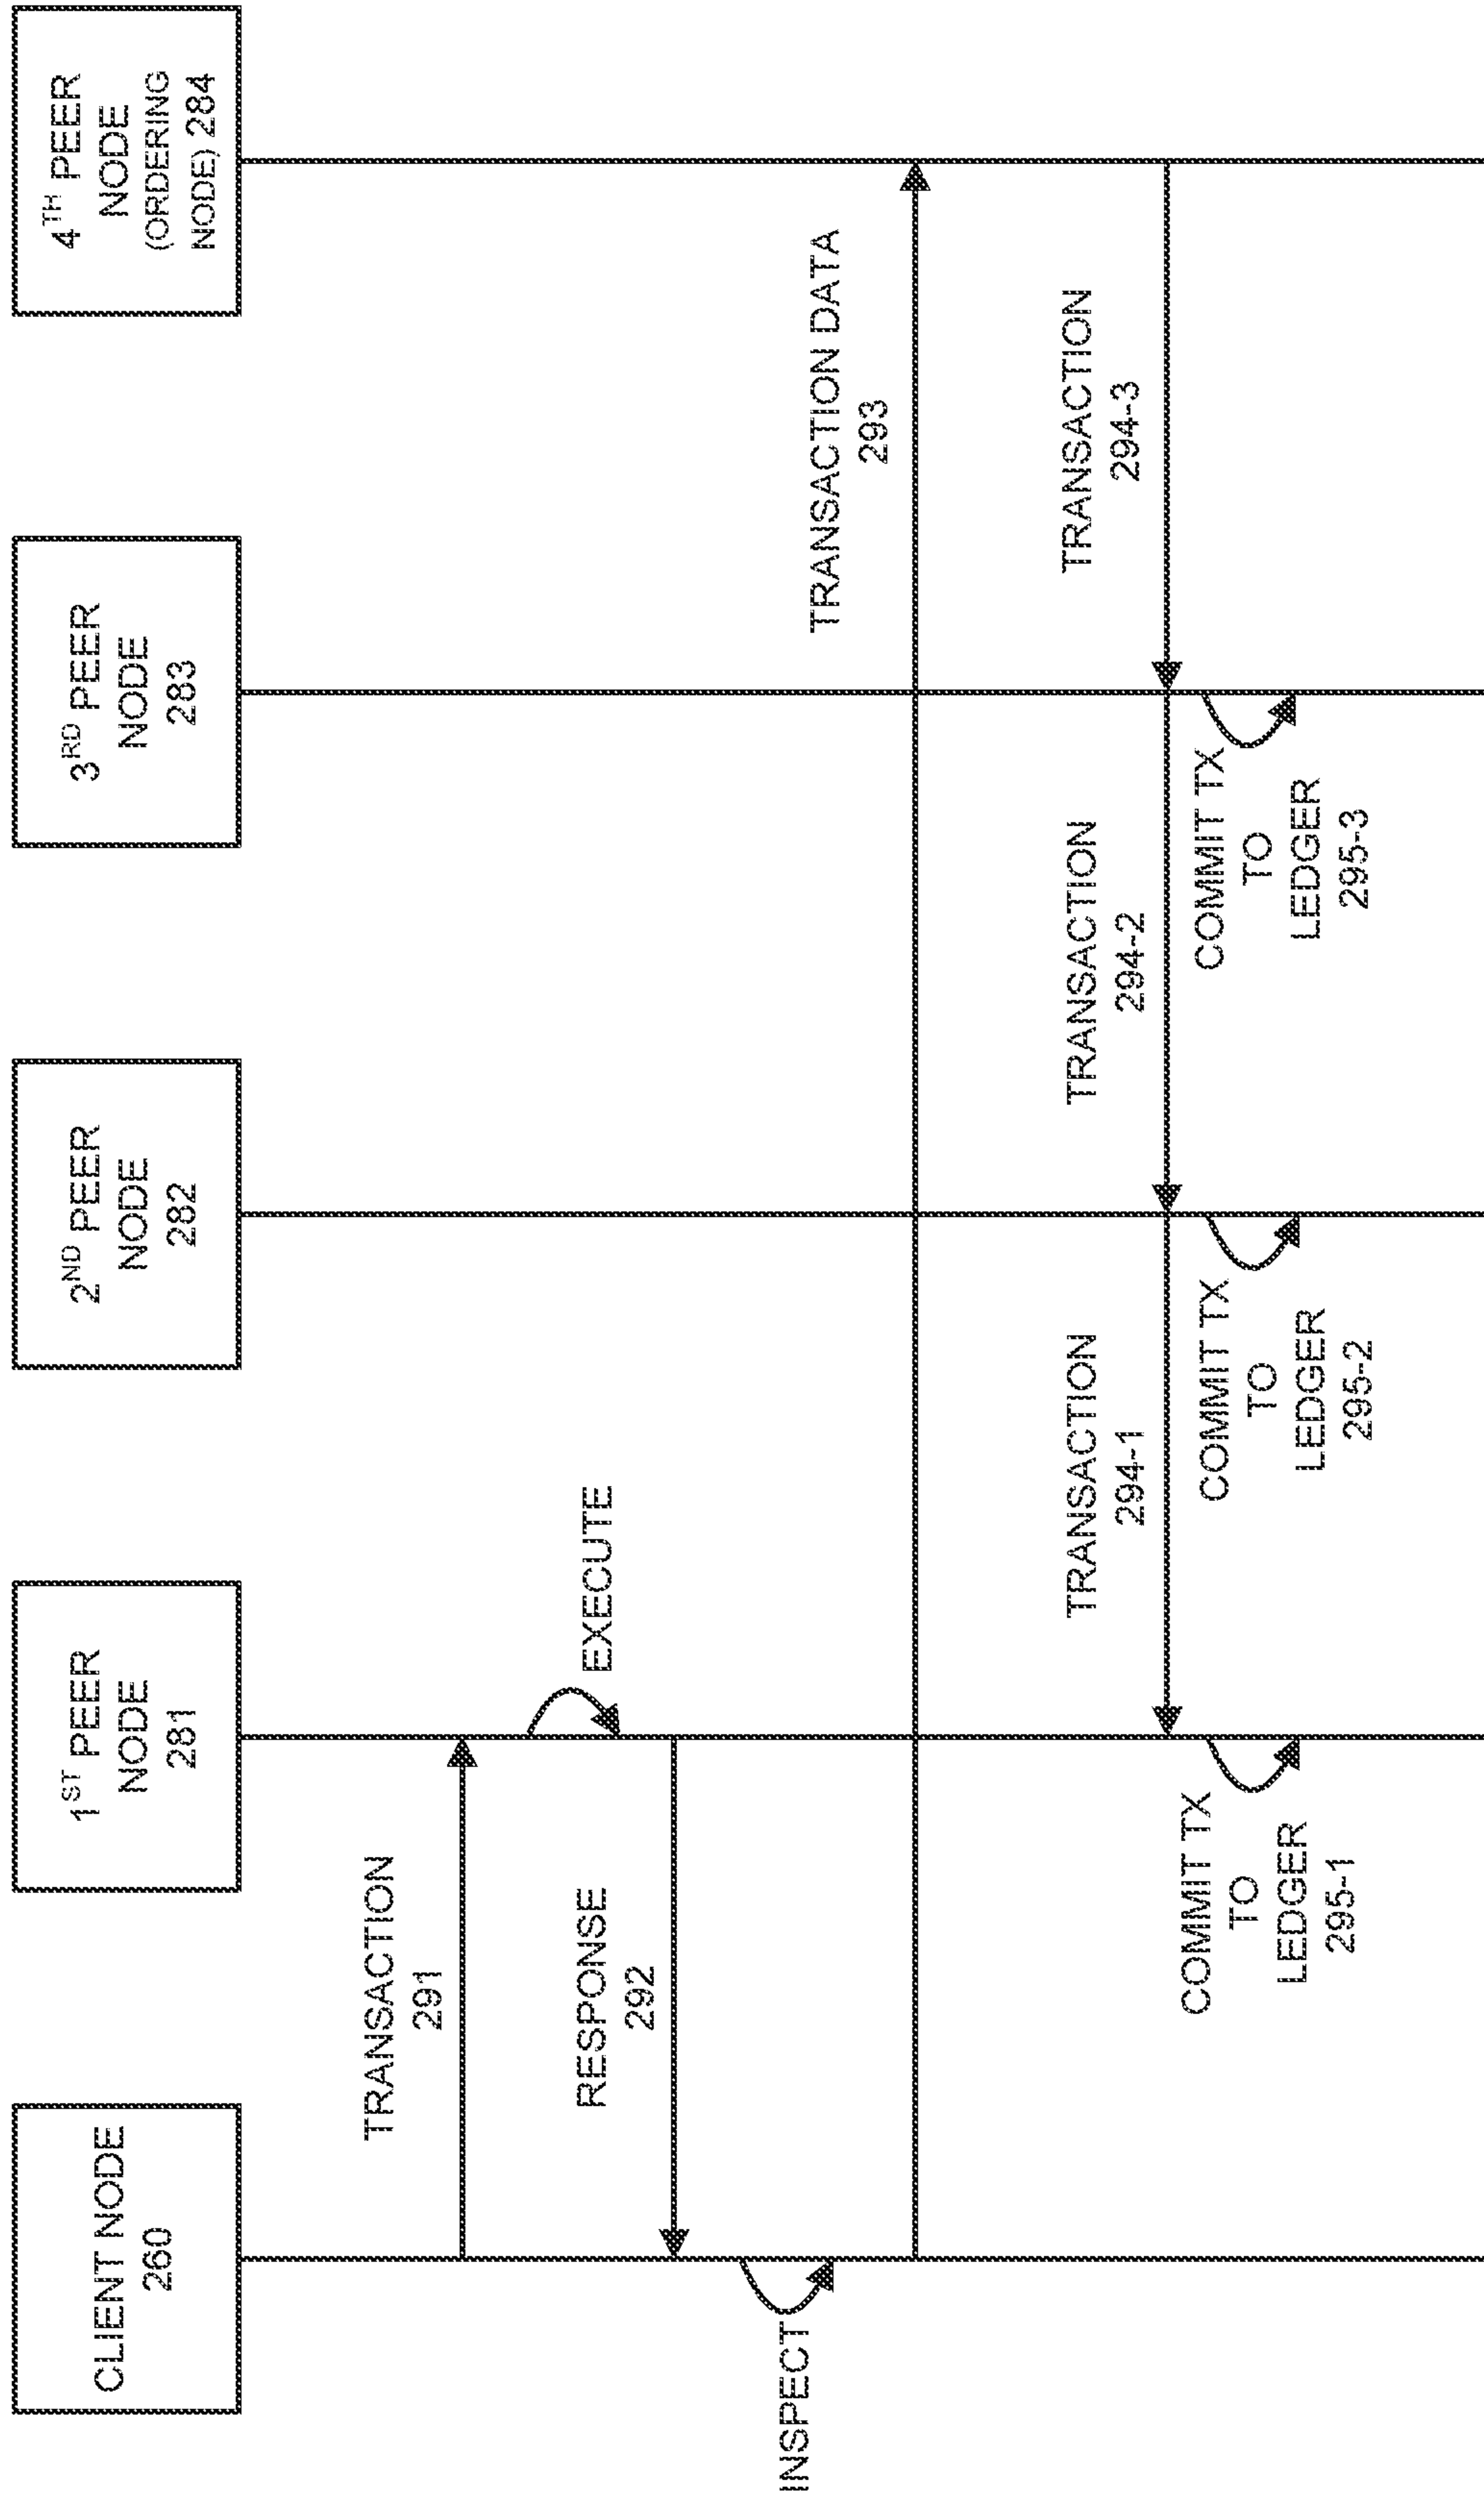 CLIENT NODE
260
1ST PEER
NODE
281
2ND PEER
NODE
282
3RD PEER
NODE
283
4TH PEER
NODE
(ORDERING
NODE) 284
TRANSACTION
291
EXECUTE
RESPONSE
292
INSPECT
TRANSACTION DATA
293
TRANSACTION
294-1
TRANSACTION
294-2
TRANSACTION
294-3
COMMIT TX
TO
LEDGER
295-1
COMMIT TX
TO
LEDGER
295-2
COMMIT TX
TO
LEDGER
295-3